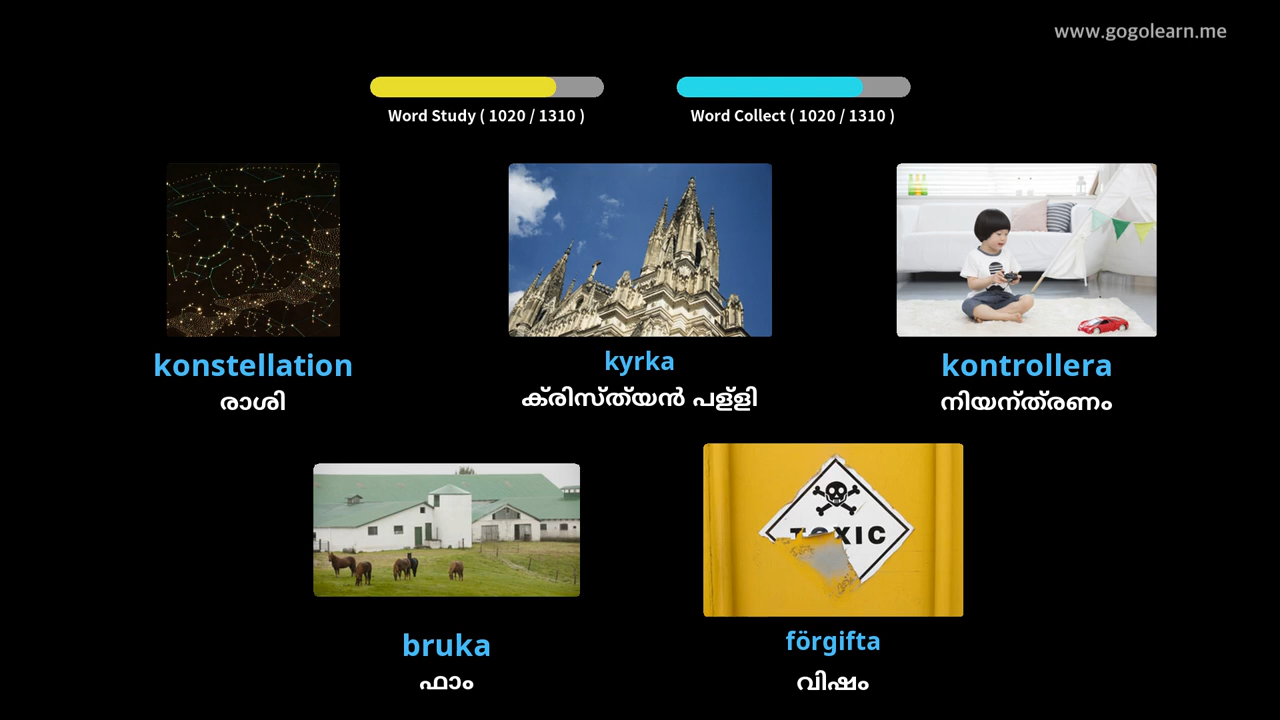 www.gogolearn.me
Word Study ( 1020 / 1310 )
Word Collect ( 1020 / 1310 )
konstellation
രാശി
kyrka
ക്രിസ്ത്യൻ പള്ളി
kontrollera
നിയന്ത്രണം
TOXIC
bruka
ഫാം
förgifta
വിഷം